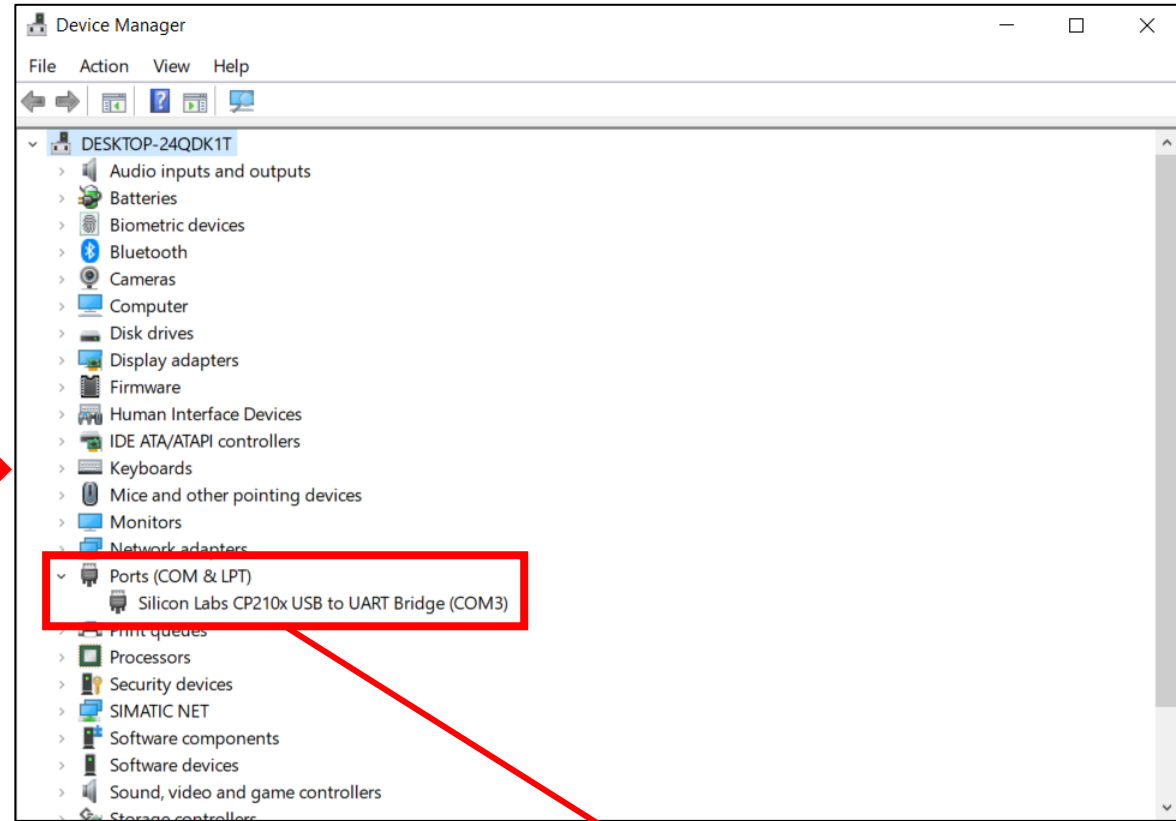 Device Manager
File Action View Help
DESKTOP-24QDK1T
Audio inputs and outputs
Batteries
Biometric devices
Bluetooth
Cameras
Computer
Disk drives
Display adapters
Firmware
Human Interface Devices
IDE ATA/ATAPI controllers
Keyboards
Mice and other pointing devices
Monitors
Network adapters
Ports (COM & LPT)
Silicon Labs CP210x USB to UART Bridge (COM3)
Print queues
Processors
Security devices
SIMATIC NET
Software components
Software devices
Sound, video and game controllers
Storage controllers